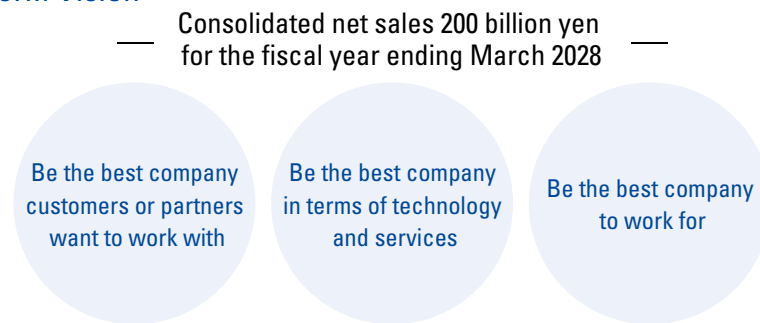 Vision
Consolidated net sales 200 billion yen
for the fiscal year ending March 2028
Be the best company
customers or partners
want to work with
Be the best company
in terms of technology
and services
Be the best company
to work for